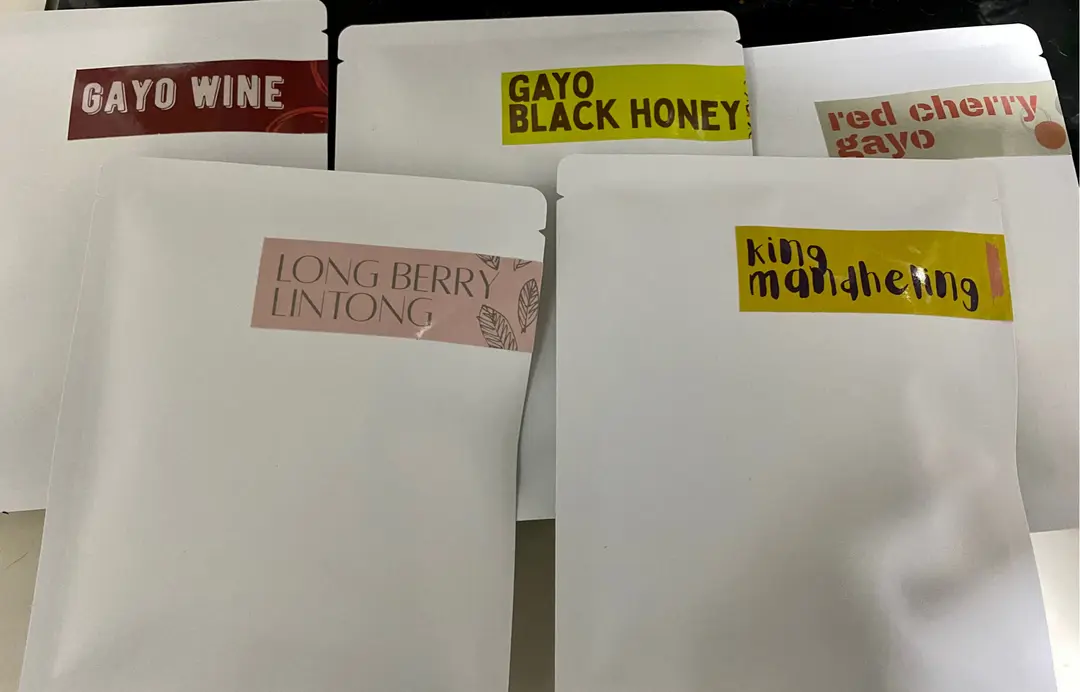 GAYO WINE
GAYO
BLACK HONEY
red cherry
gayo
LONG BERRY
LINTONG
king
mandheling